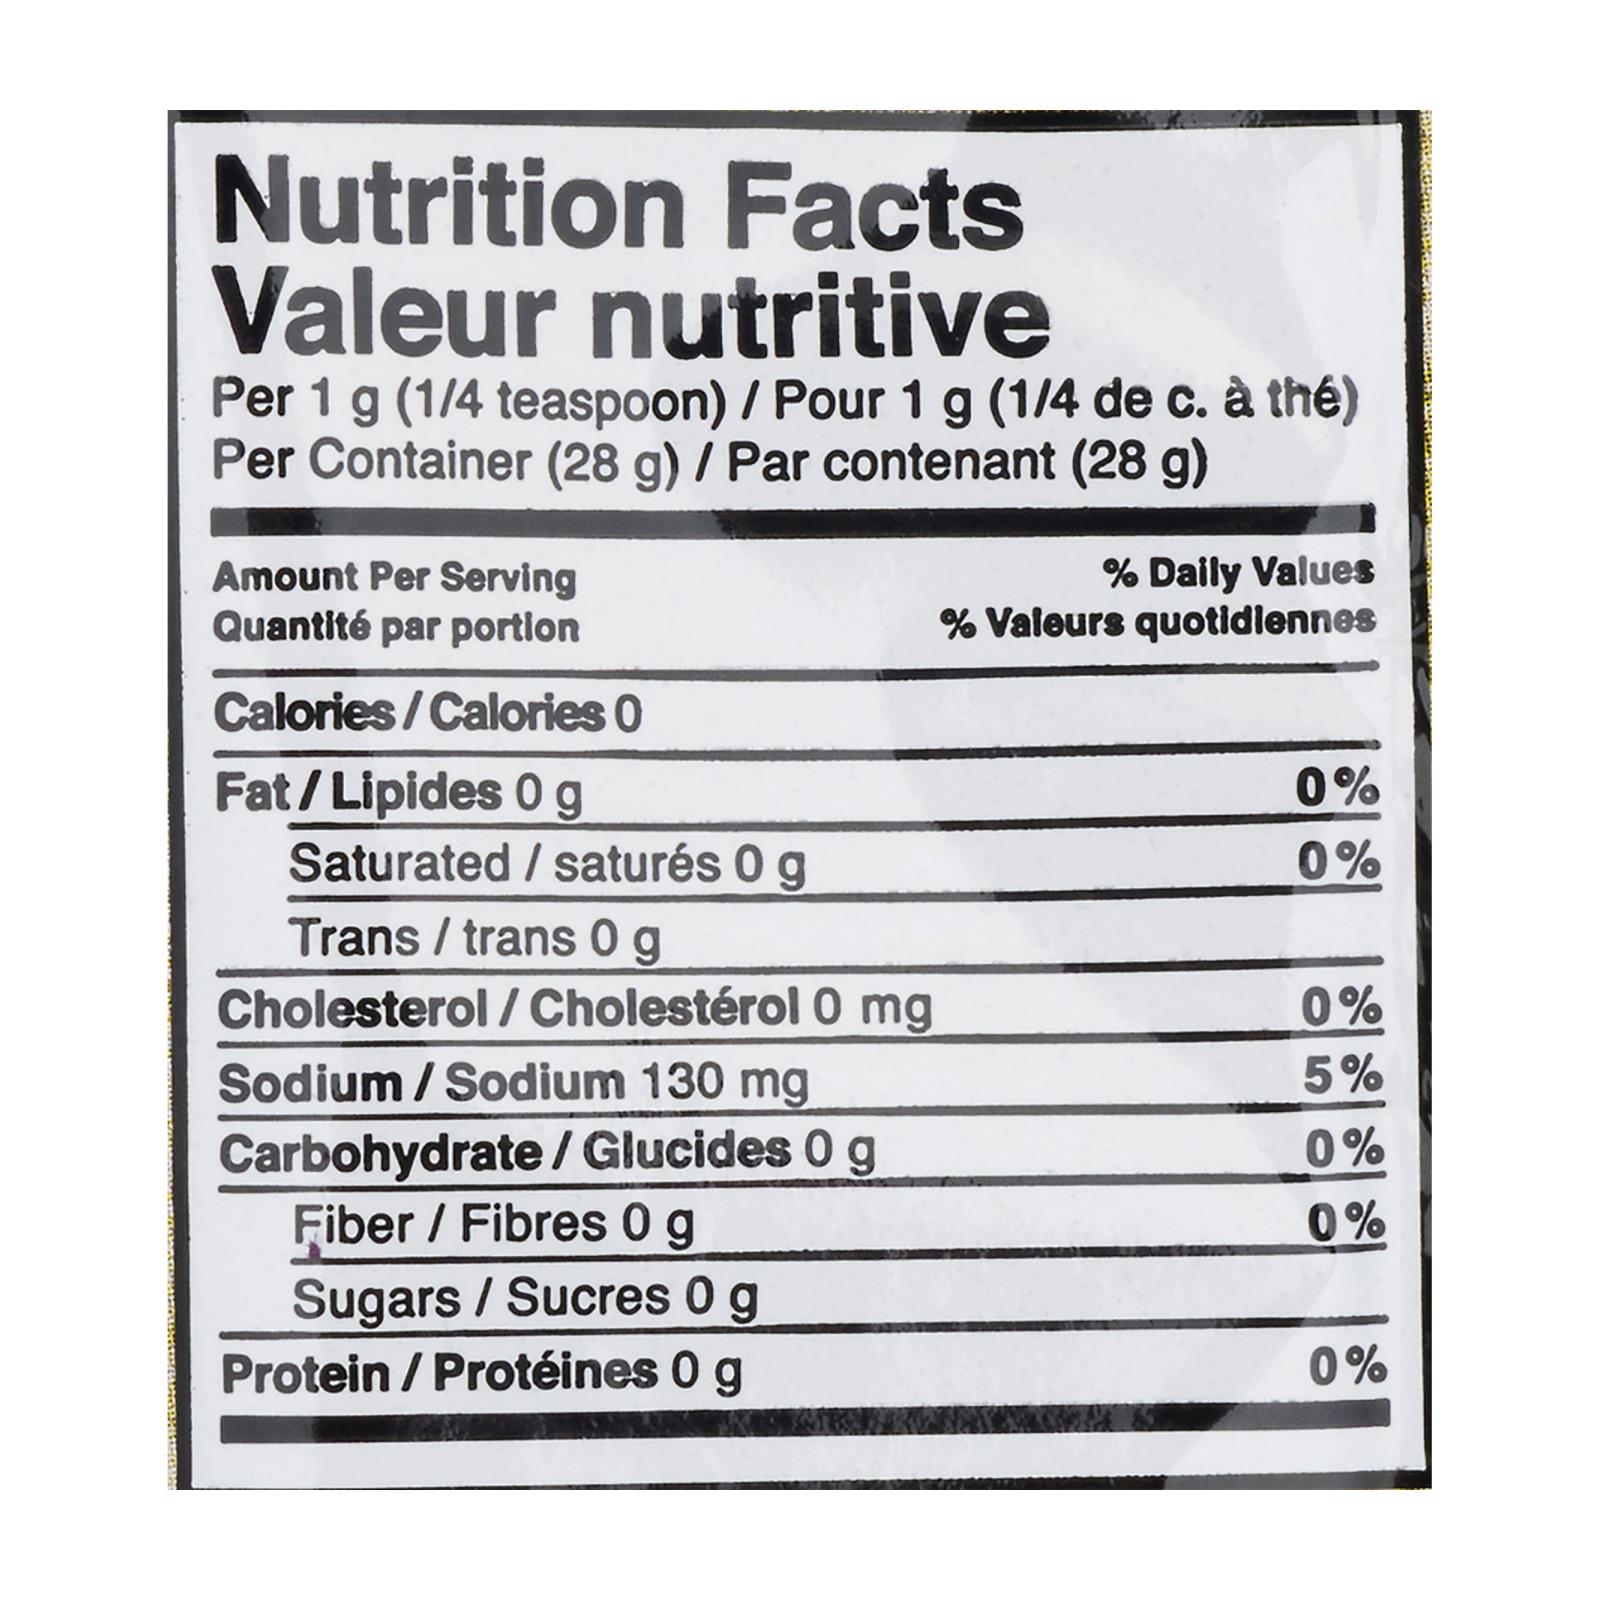 Nutrition Facts
Valeur nutritive
Per 1 g (1/4 teaspoon) / Pour 1 g (1/4 de c. à thé)
Per Container (28 g) / Par contenant (28 g)
Amount Per Serving % Daily Values
Quantité par portion % Valeurs quotidiennes
Calories / Calories 0
Fat / Lipides 0 g 0 %
Saturated / saturés 0 g 0 %
Trans / trans 0 g
Cholesterol / Cholestérol 0 mg 0 %
Sodium / Sodium 130 mg 5 %
Carbohydrate / Glucides 0 g 0 %
Fiber / Fibres 0 g 0 %
Sugars / Sucres 0 g
Protein / Protéines 0 g 0 %